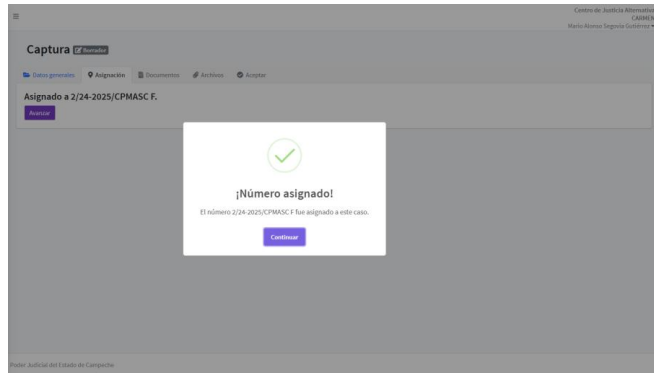 Centro de Justicia Alternativa
CARMEN
Mario Alonso Segovia Gutiérrez
Captura Borrador
Datos generales Asignación Documentos Archivos Aceptar
Asignado a 2/24-2025/CPMASC F.
Avanzar
¡Número asignado!
El número 2/24-2025/CPMASC F fue asignado a este caso.
Continuar
Poder Judicial del Estado de Campeche